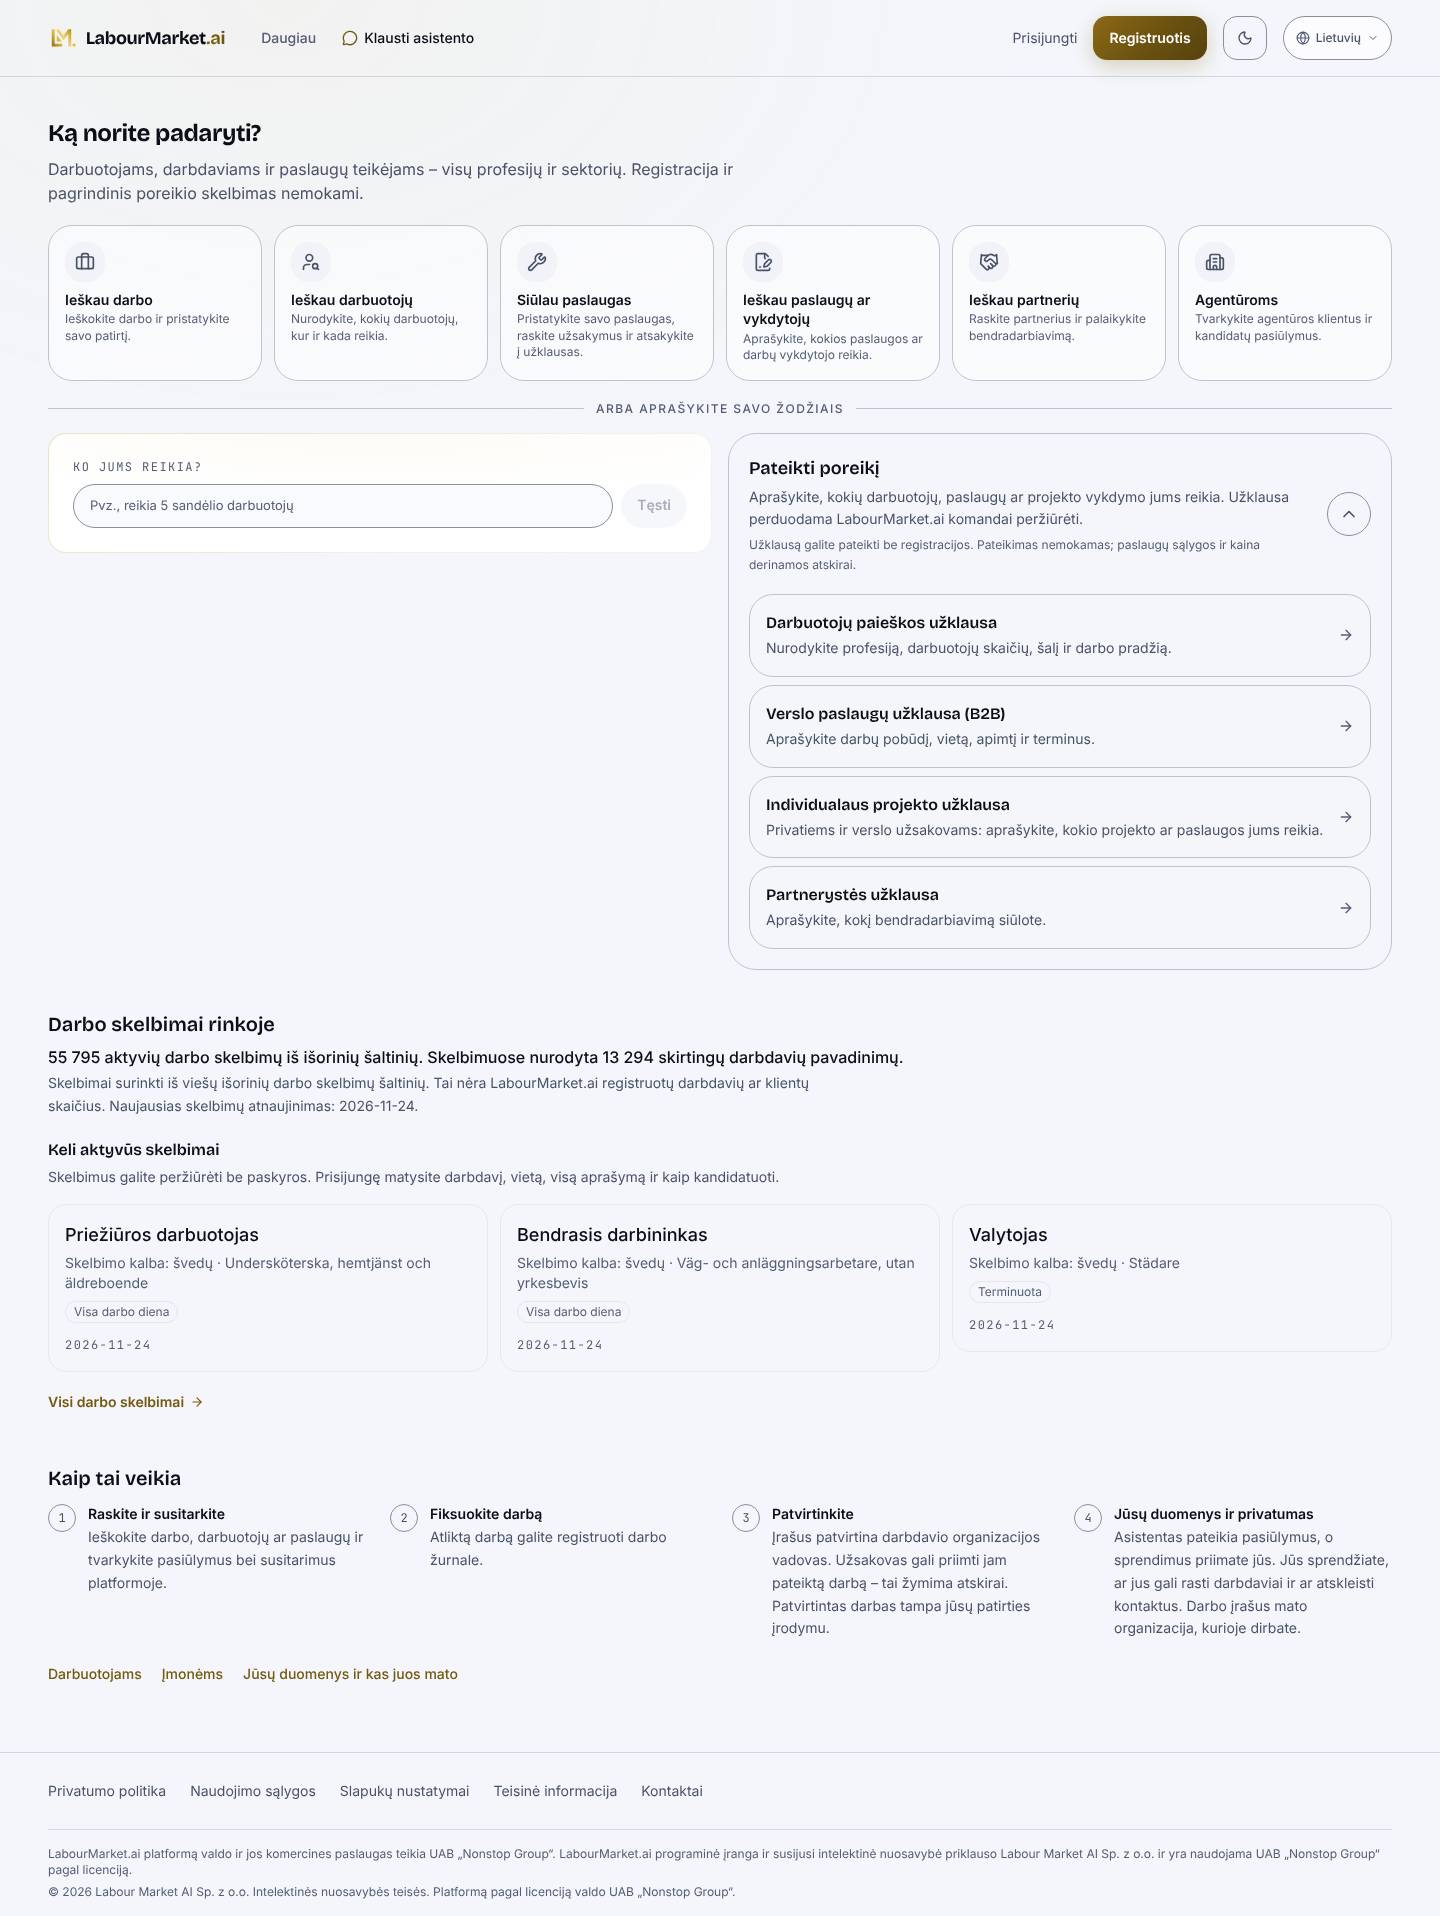 LabourMarket.ai
Daugiau
Klausti asistento
Prisijungti
Registruotis
Lietuvių
Ką norite padaryti?
Darbuotojams, darbdaviams ir paslaugų teikėjams – visų profesijų ir sektorių. Registracija ir
pagrindinis poreikio skelbimas nemokami.
Ieškau darbo
Ieškokite darbo ir pristatykite
savo patirtį.
Ieškau darbuotojų
Nurodykite, kokių darbuotojų,
kur ir kada reikia.
Siūlau paslaugas
Pristatykite savo paslaugas,
raskite užsakymus ir atsakykite
į užklausas.
Ieškau paslaugų ar
vykdytojų
Aprašykite, kokios paslaugos ar
darbų vykdytojo reikia.
Ieškau partnerių
Raskite partnerius ir palaikykite
bendradarbiavimą.
Agentūroms
Tvarkykite agentūros klientus ir
kandidatų pasiūlymus.
ARBA APRAŠYKITE SAVO ŽODŽIAIS
KO JUMS REIKIA?
Pvz., reikia 5 sandėlio darbuotojų
Tęsti
Pateikti poreikį
Aprašykite, kokių darbuotojų, paslaugų ar projekto vykdymo jums reikia. Užklausa
perduodama LabourMarket.ai komandai peržiūrėti.
Užklausą galite pateikti be registracijos. Pateikimas nemokamas; paslaugų sąlygos ir kaina
derinamos atskirai.
Darbuotojų paieškos užklausa
Nurodykite profesiją, darbuotojų skaičių, šalį ir darbo pradžią.
Verslo paslaugų užklausa (B2B)
Aprašykite darbų pobūdį, vietą, apimtį ir terminus.
Individualaus projekto užklausa
Privatiems ir verslo užsakovams: aprašykite, kokio projekto ar paslaugos jums reikia.
Partnerystės užklausa
Aprašykite, kokį bendradarbiavimą siūlote.
Darbo skelbimai rinkoje
55 795 aktyvių darbo skelbimų iš išorinių šaltinių. Skelbimuose nurodyta 13 294 skirtingų darbdavių pavadinimų.
Skelbimai surinkti iš viešų išorinių darbo skelbimų šaltinių. Tai nėra LabourMarket.ai registruotų darbdavių ar klientų
skaičius. Naujausias skelbimų atnaujinimas: 2026-11-24.
Keli aktyvūs skelbimai
Skelbimus galite peržiūrėti be paskyros. Prisijungę matysite darbdavį, vietą, visą aprašymą ir kaip kandidatuoti.
Priežiūros darbuotojas
Skelbimo kalba: švedų · Undersköterska, hemtjänst och
äldreboende
Visa darbo diena
2026-11-24
Bendrasis darbininkas
Skelbimo kalba: švedų · Väg- och anläggningsarbetare, utan
yrkesbevis
Visa darbo diena
2026-11-24
Valytojas
Skelbimo kalba: švedų · Städare
Terminuota
2026-11-24
Visi darbo skelbimai
Kaip tai veikia
1
Raskite ir susitarkite
Ieškokite darbo, darbuotojų ar paslaugų ir
tvarkykite pasiūlymus bei susitarimus
platformoje.
2
Fiksuokite darbą
Atliktą darbą galite registruoti darbo
žurnale.
3
Patvirtinkite
Įrašus patvirtina darbdavio organizacijos
vadovas. Užsakovas gali priimti jam
pateiktą darbą – tai žymima atskirai.
Patvirtintas darbas tampa jūsų patirties
įrodymu.
4
Jūsų duomenys ir privatumas
Asistentas pateikia pasiūlymus, o
sprendimus priimate jūs. Jūs sprendžiate,
ar jus gali rasti darbdaviai ir ar atskleisti
kontaktus. Darbo įrašus mato
organizacija, kurioje dirbate.
Darbuotojams
Įmonėms
Jūsų duomenys ir kas juos mato
Privatumo politika
Naudojimo sąlygos
Slapukų nustatymai
Teisinė informacija
Kontaktai
LabourMarket.ai platformą valdo ir jos komercines paslaugas teikia UAB „Nonstop Group“. LabourMarket.ai programinė įranga ir susijusi intelektinė nuosavybė priklauso Labour Market AI Sp. z o.o. ir yra naudojama UAB „Nonstop Group“
pagal licenciją.
© 2026 Labour Market AI Sp. z o.o. Intelektinės nuosavybės teisės. Platformą pagal licenciją valdo UAB „Nonstop Group“.